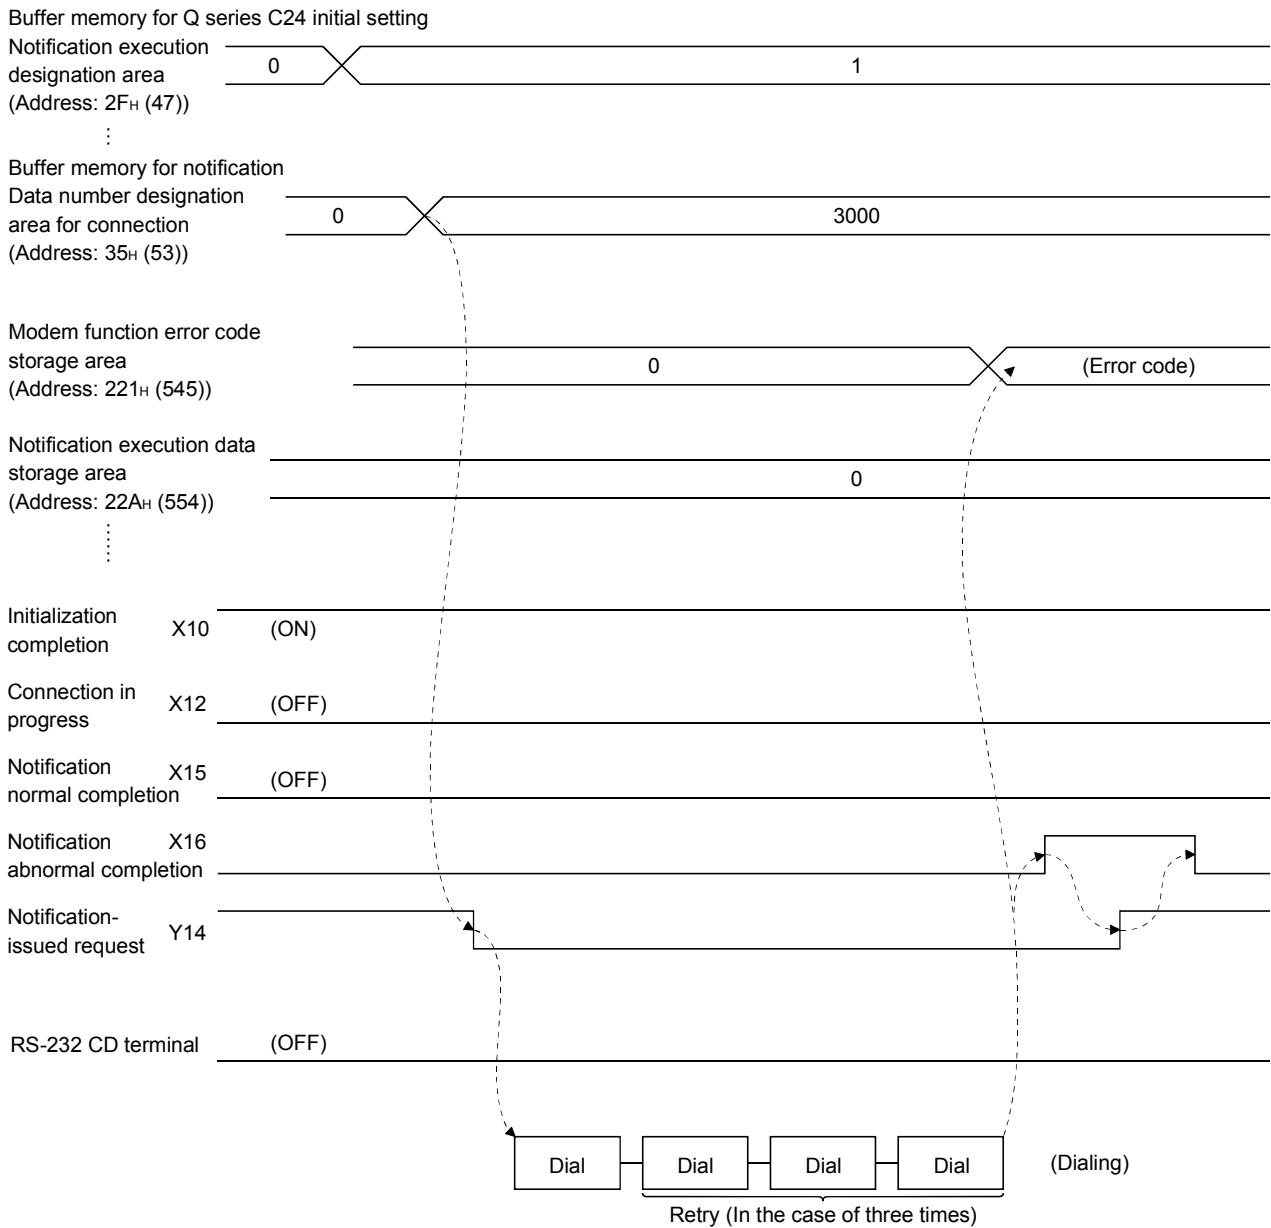 Buffer memory for Q series C24 initial setting
Notification execution
designation area
(Address: 2FH (47))
0
1
Buffer memory for notification
Data number designation
area for connection
(Address: 35H (53))
0
3000
Modem function error code
storage area
(Address: 221H (545))
0
(Error code)
Notification execution data
storage area
(Address: 22AH (554))
0
Initialization
completion
X10
(ON)
Connection in
progress
X12
(OFF)
Notification
normal completion
X15
(OFF)
Notification
abnormal completion
X16
Notification-
issued request
Y14
RS-232 CD terminal
(OFF)
Dial
Dial
Dial
Dial
(Dialing)
Retry (In the case of three times)